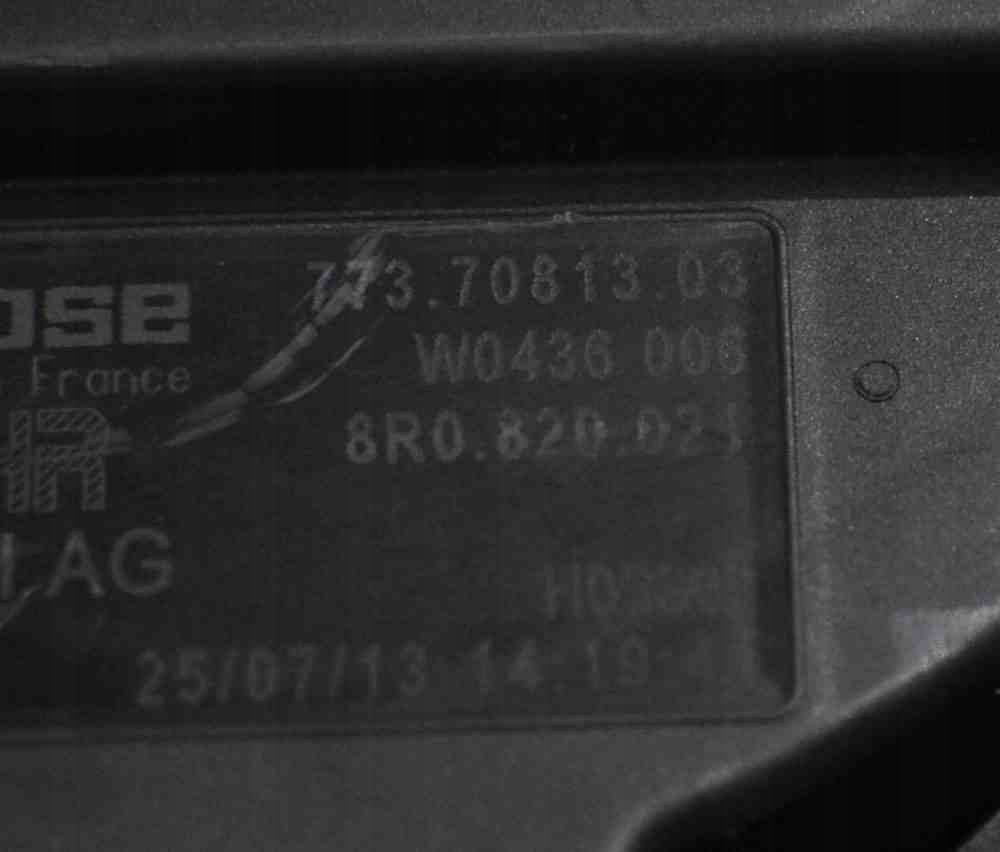 773.70813.03
ose
W0436 006
France
8R0.820.021
AG
25/07/13 14:19